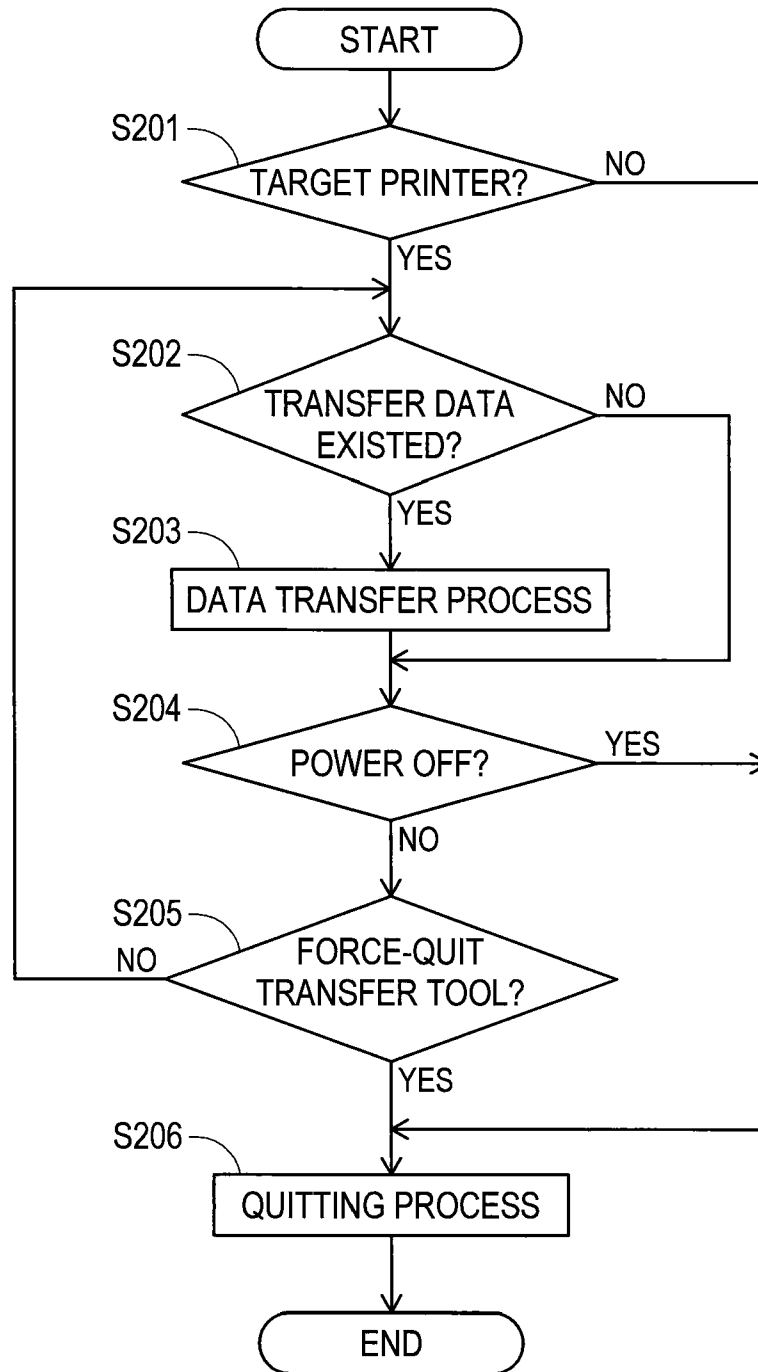 START
S201
TARGET PRINTER?
NO
YES
S202
TRANSFER DATA
EXISTED?
NO
YES
S203
DATA TRANSFER PROCESS
S204
POWER OFF?
YES
NO
S205
FORCE-QUIT
TRANSFER TOOL?
NO
YES
S206
QUITTING PROCESS
END